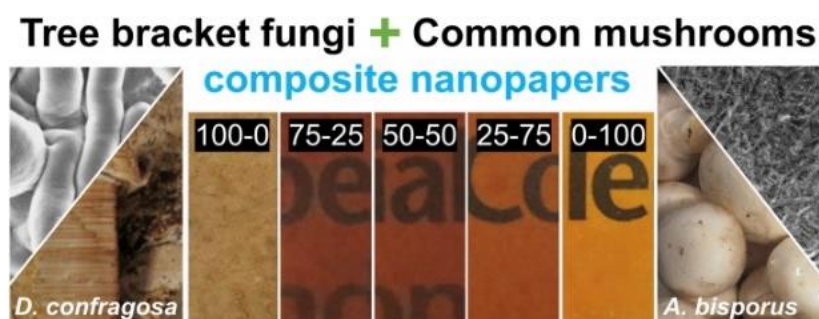 Tree bracket fungi + Common mushrooms
composite nanopapers
100-0 75-25 50-50 25-75 0-100
D. confragosa
A. bisporus